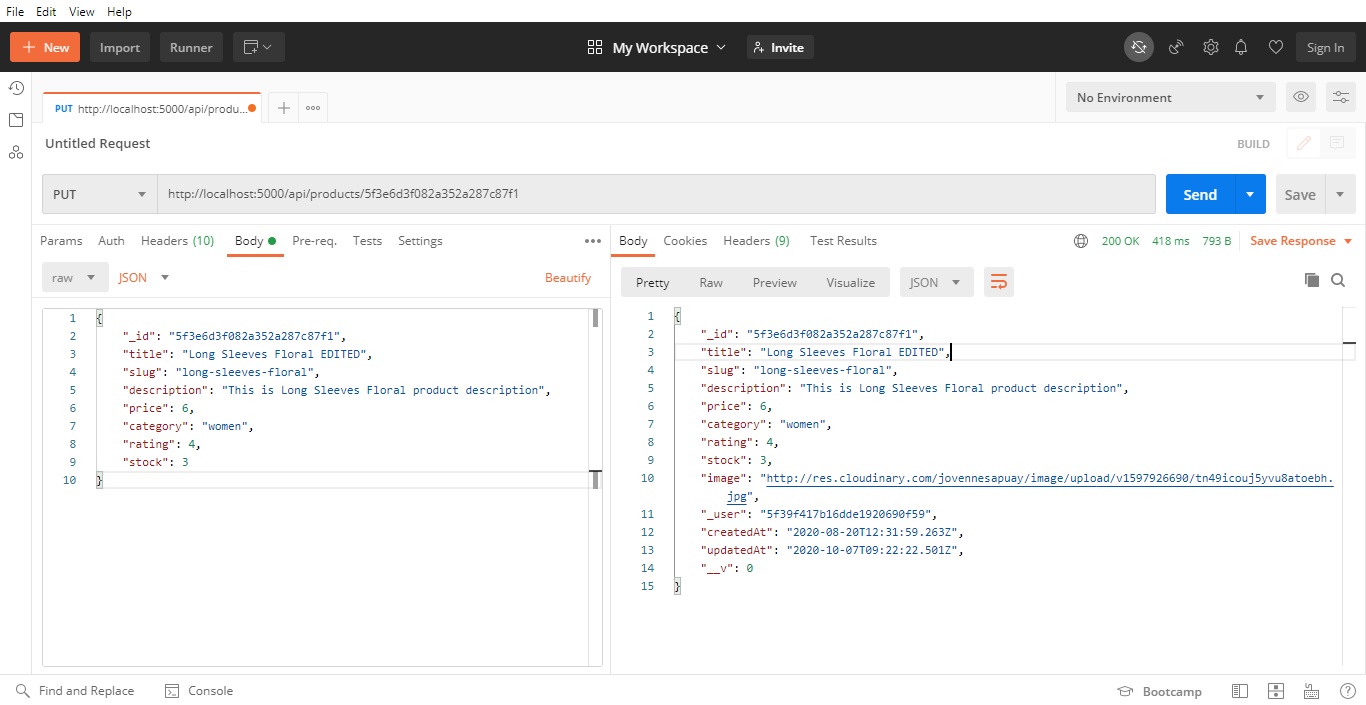 File Edit View Help
New Import Runner My Workspace Invite Sign In
PUT http://localhost:5000/api/produ... No Environment
Untitled Request BUILD
PUT http://localhost:5000/api/products/5f3e6d3f082a352a287c87f1 Send Save
Params Auth Headers (10) Body Pre-req. Tests Settings
raw JSON Beautify
1 {
2 "_id": "5f3e6d3f082a352a287c87f1",
3 "title": "Long Sleeves Floral EDITED",
4 "slug": "long-sleeves-floral",
5 "description": "This is Long Sleeves Floral product description",
6 "price": 6,
7 "category": "women",
8 "rating": 4,
9 "stock": 3
10 }
Body Cookies Headers (9) Test Results 200 OK 418 ms 793 B Save Response
Pretty Raw Preview Visualize JSON
1 {
2 "_id": "5f3e6d3f082a352a287c87f1",
3 "title": "Long Sleeves Floral EDITED",
4 "slug": "long-sleeves-floral",
5 "description": "This is Long Sleeves Floral product description",
6 "price": 6,
7 "category": "women",
8 "rating": 4,
9 "stock": 3,
10 "image": "http://res.cloudinary.com/jovennesapuay/image/upload/v1597926690/tn49icouj5yvu8atoebh.
jpg",
11 "_user": "5f39f417b16dde1920690f59",
12 "createdAt": "2020-08-20T12:31:59.263Z",
13 "updatedAt": "2020-10-07T09:22:22.501Z",
14 "__v": 0
15 }
Find and Replace Console Bootcamp